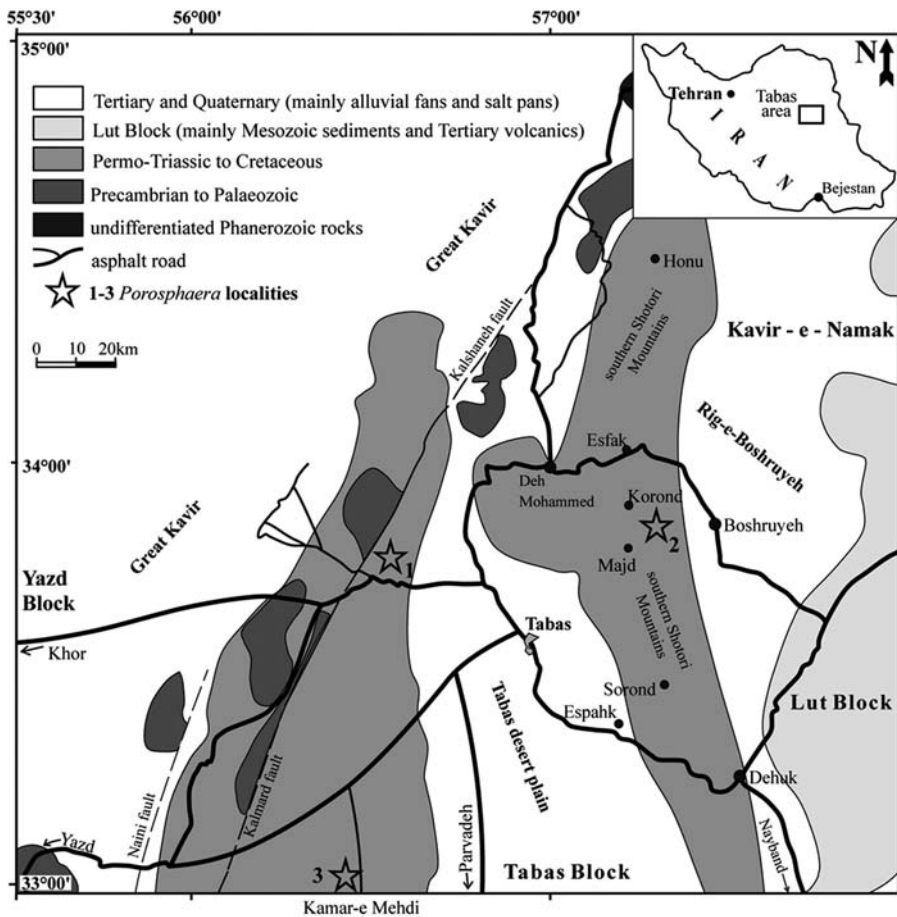 55°30'
56°00'
57°00'
35°00'
N
Tertiary and Quaternary (mainly alluvial fans and salt pans)
Lut Block (mainly Mesozoic sediments and Tertiary volcanics)
Permo-Triassic to Cretaceous
Precambrian to Palaeozoic
undifferentiated Phanerozoic rocks
asphalt road
1-3 Porosphaera localities
0 10 20km
Tehran
Tabas
area
I R A N
Bejestan
Great Kavir
Kalshaneh fault
Honu
southern Shotori
Mountains
Kavir - e - Namak
Rig-e-Boshruyeh
34°00'
Esfak
Deh
Mohammed
Korond
2
Boshruyeh
Majd
Great Kavir
1
Yazd
Block
Khor
Tabas
southern Shotori
Mountains
Sorond
Espahk
Lut Block
Tabas desert plain
Dehuk
Naini fault
Kalmard fault
Yazd
Parvadeh
Nayband
33°00'
3
Tabas Block
Kamar-e Mehdi